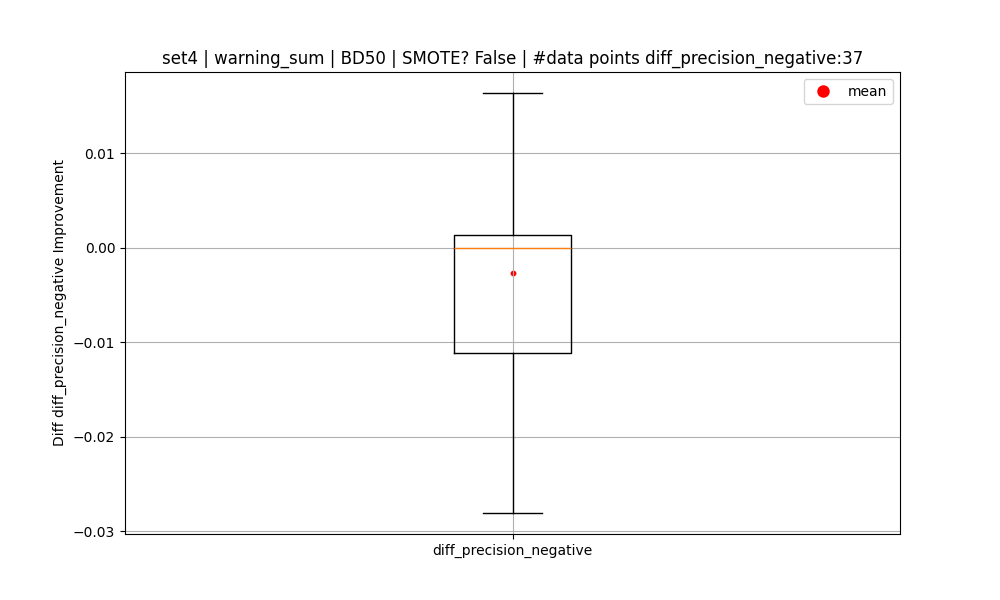 set4 | warning_sum | BD50 | SMOTE? False | #data points diff_precision_negative:37
mean
Diff diff_precision_negative Improvement
0.01
0.00
−0.01
−0.02
−0.03
diff_precision_negative